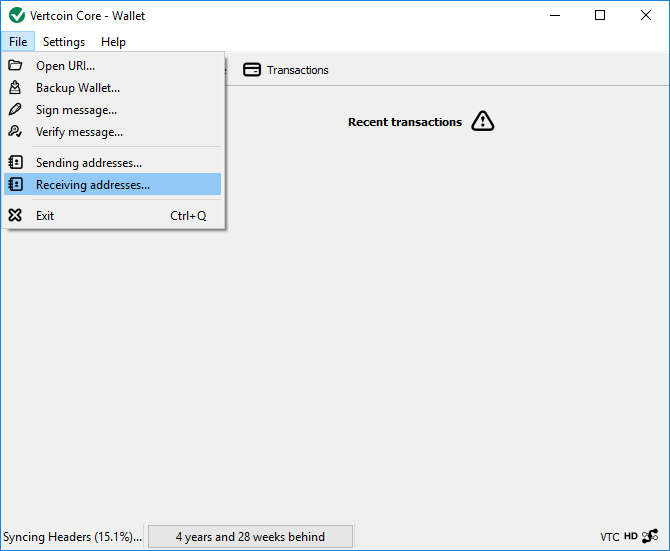 Vertcoin Core - Wallet
File Settings Help
Open URI...
Backup Wallet...
Sign message...
Verify message...
Sending addresses...
Receiving addresses...
Exit Ctrl+Q
Transactions
Recent transactions
Syncing Headers (15.1%)...
4 years and 28 weeks behind
VTC HD